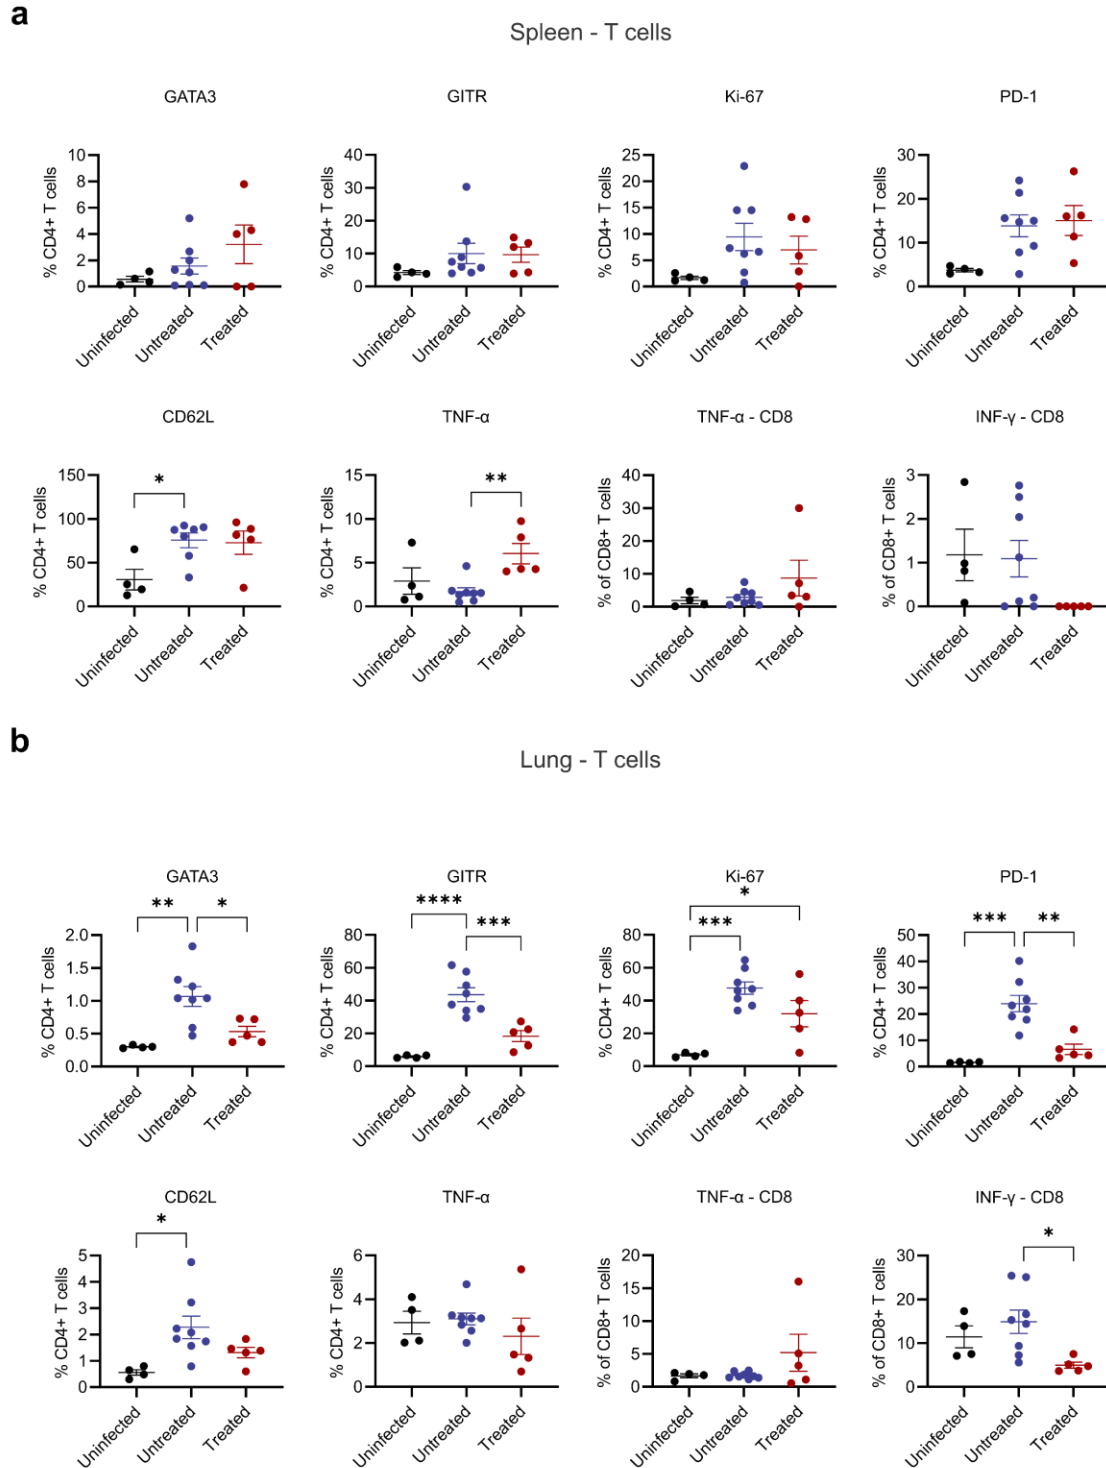 a
Spleen - T cells
GATA3
GITR
Ki-67
PD-1
% CD4+ T cells
10
8
6
4
2
0
Uninfected
Untreated
Treated
% CD4+ T cells
40
30
20
10
0
Uninfected
Untreated
Treated
% CD4+ T cells
25
20
15
10
5
0
Uninfected
Untreated
Treated
% CD4+ T cells
30
20
10
0
Uninfected
Untreated
Treated
CD62L
TNF-α
TNF-α - CD8
INF-γ - CD8
% CD4+ T cells
150
100
50
0
*
Uninfected
Untreated
Treated
% CD4+ T cells
15
10
5
0
**
Uninfected
Untreated
Treated
% of CD8+ T cells
40
30
20
10
0
Uninfected
Untreated
Treated
% of CD8+ T cells
3
2
1
0
Uninfected
Untreated
Treated
b
Lung - T cells
GATA3
GITR
Ki-67
PD-1
% CD4+ T cells
2.0
1.5
1.0
0.5
0.0
**
*
Uninfected
Untreated
Treated
% CD4+ T cells
80
60
40
20
0
****
***
Uninfected
Untreated
Treated
% CD4+ T cells
80
60
40
20
0
*
***
Uninfected
Untreated
Treated
% CD4+ T cells
50
40
30
20
10
0
***
**
Uninfected
Untreated
Treated
CD62L
TNF-α
TNF-α - CD8
INF-γ - CD8
% CD4+ T cells
5
4
3
2
1
0
*
Uninfected
Untreated
Treated
% CD4+ T cells
6
4
2
0
Uninfected
Untreated
Treated
% of CD8+ T cells
20
15
10
5
0
Uninfected
Untreated
Treated
% of CD8+ T cells
30
20
10
0
*
Uninfected
Untreated
Treated